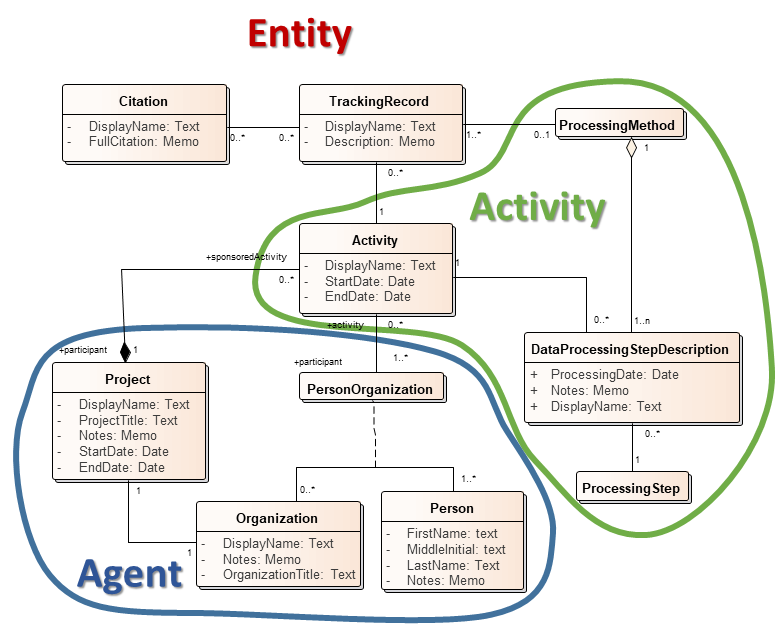 Entity
Citation
- DisplayName: Text
- FullCitation: Memo
0..*
0..*
TrackingRecord
- DisplayName: Text
- Description: Memo
1..*
0..1
ProcessingMethod
1
0..*
1
Activity
Activity
- DisplayName: Text
- StartDate: Date
- EndDate: Date
1
+sponsoredActivity
0..*
+activity
0..*
0..*
1..n
DataProcessingStepDescription
+ ProcessingDate: Date
+ Notes: Memo
+ DisplayName: Text
0..*
1
ProcessingStep
+participant
1
+participant
1..*
Project
- DisplayName: Text
- ProjectTitle: Text
- Notes: Memo
- StartDate: Date
- EndDate: Date
1
1
PersonOrganization
0..*
1..*
Organization
- DisplayName: Text
- Notes: Memo
- OrganizationTitle: Text
Person
- FirstName: text
- MiddleInitial: text
- LastName: Text
- Notes: Memo
Agent